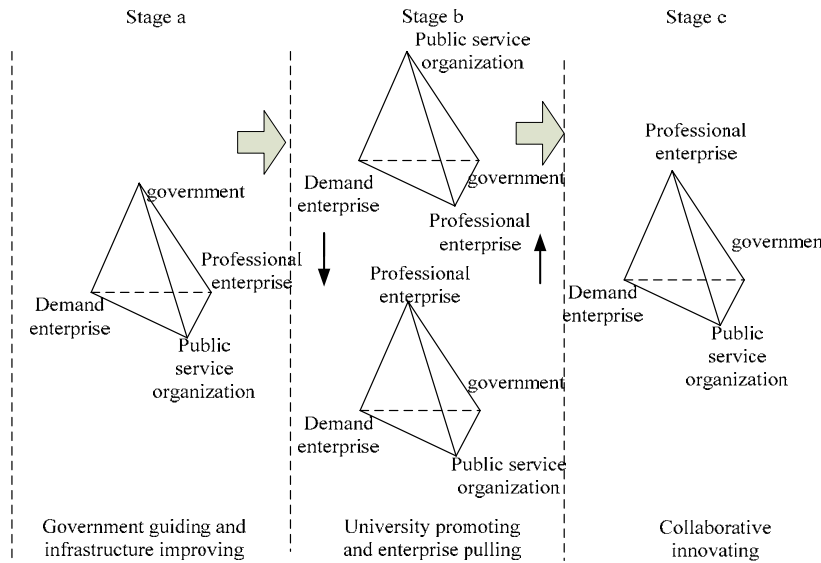 Stage a
government
Professional
enterprise
Demand
enterprise
Public
service
organization
Government guiding and
infrastructure improving
Stage b
Public service
organization
Demand
enterprise
government
Professional
enterprise
Professional
enterprise
government
Demand
enterprise
Public service
organization
University promoting
and enterprise pulling
Stage c
Professional
enterprise
government
Demand
enterprise
Public
service
organization
Collaborative
innovating